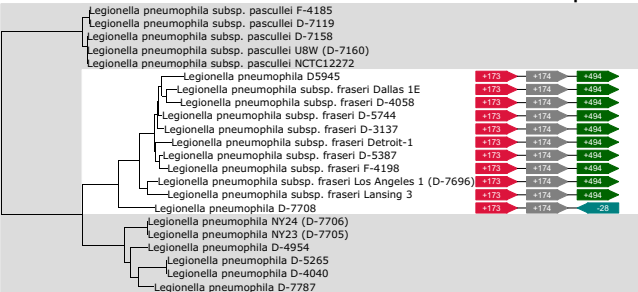 Legionella pneumophila subsp. pascullei F-4185
Legionella pneumophila subsp. pascullei D-7119
Legionella pneumophila subsp. pascullei D-7158
Legionella pneumophila subsp. pascullei U8W (D-7160)
Legionella pneumophila subsp. pascullei NCTC12272
Legionella pneumophila D5945 +173 +174 +494
Legionella pneumophila subsp. fraseri Dallas 1E +173 +174 +494
Legionella pneumophila subsp. fraseri D-4058 +173 +174 +494
Legionella pneumophila subsp. fraseri D-5744 +173 +174 +494
Legionella pneumophila subsp. fraseri D-3137 +173 +174 +494
Legionella pneumophila subsp. fraseri Detroit-1 +173 +174 +494
Legionella pneumophila subsp. fraseri D-5387 +173 +174 +494
Legionella pneumophila subsp. fraseri F-4198 +173 +174 +494
Legionella pneumophila subsp. fraseri Los Angeles 1 (D-7696) +173 +174 +494
Legionella pneumophila subsp. fraseri Lansing 3 +173 +174 +494
Legionella pneumophila D-7708 +173 +174 -28
Legionella pneumophila NY24 (D-7706)
Legionella pneumophila NY23 (D-7705)
Legionella pneumophila D-4954
Legionella pneumophila D-5265
Legionella pneumophila D-4040
Legionella pneumophila D-7787